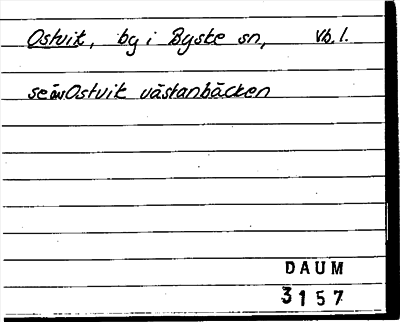 Ostvik, by i Byske sn, Vb. l.
se äv Ostvik västanbäcken
DAUM
3157